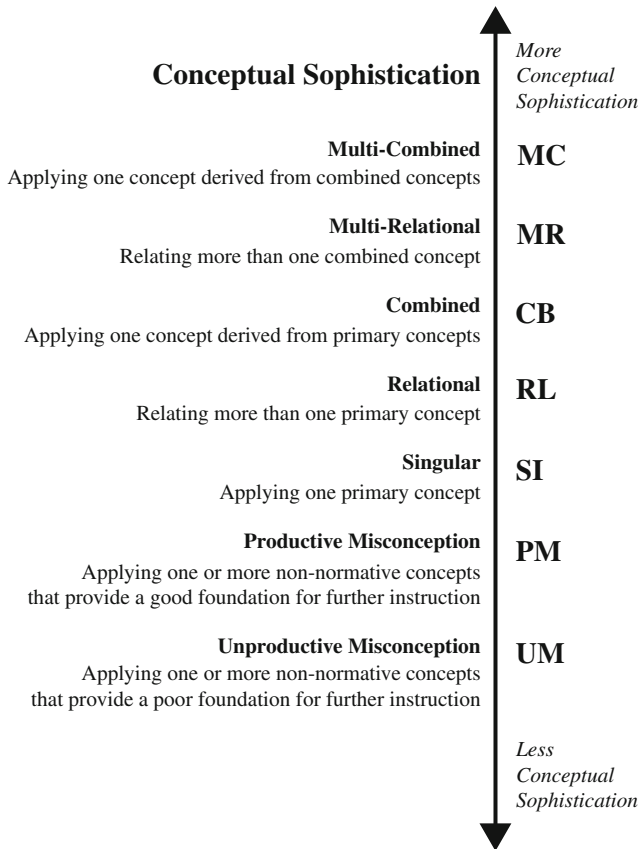 More
Conceptual
Sophistication
Conceptual Sophistication
Multi-Combined
Applying one concept derived from combined concepts
MC
Multi-Relational
Relating more than one combined concept
MR
Combined
Applying one concept derived from primary concepts
CB
Relational
Relating more than one primary concept
RL
Singular
Applying one primary concept
SI
Productive Misconception
Applying one or more non-normative concepts
that provide a good foundation for further instruction
PM
Unproductive Misconception
Applying one or more non-normative concepts
that provide a poor foundation for further instruction
UM
Less
Conceptual
Sophistication